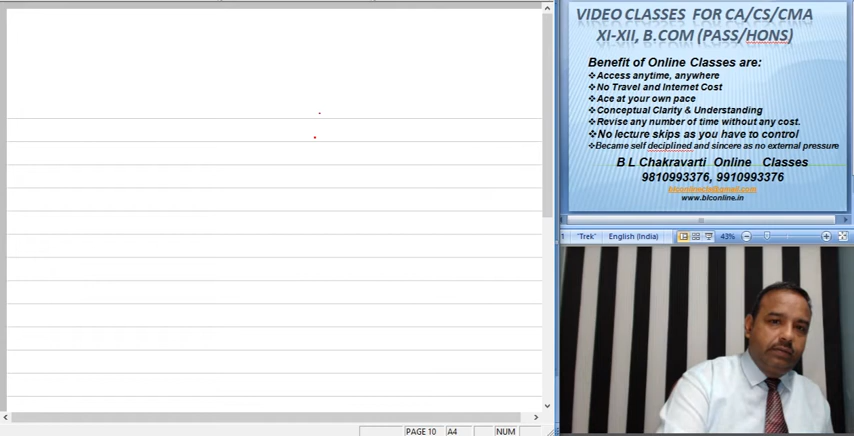 VIDEO CLASSES FOR CA/CS/CMA
XI-XII, B.COM (PASS/HONS)
Benefit of Online Classes are:
❖Access anytime, anywhere
❖No Travel and Internet Cost
❖Ace at your own pace
❖Conceptual Clarity & Understanding
❖Revise any number of time without any cost.
❖No lecture skips as you have to control
❖Became self deciplined and sincere as no external pressure
B L Chakravarti Online Classes
9810993376, 9910993376
www.blconline.in
1 "Trek" English (India) 43%
PAGE 10 A4 NUM